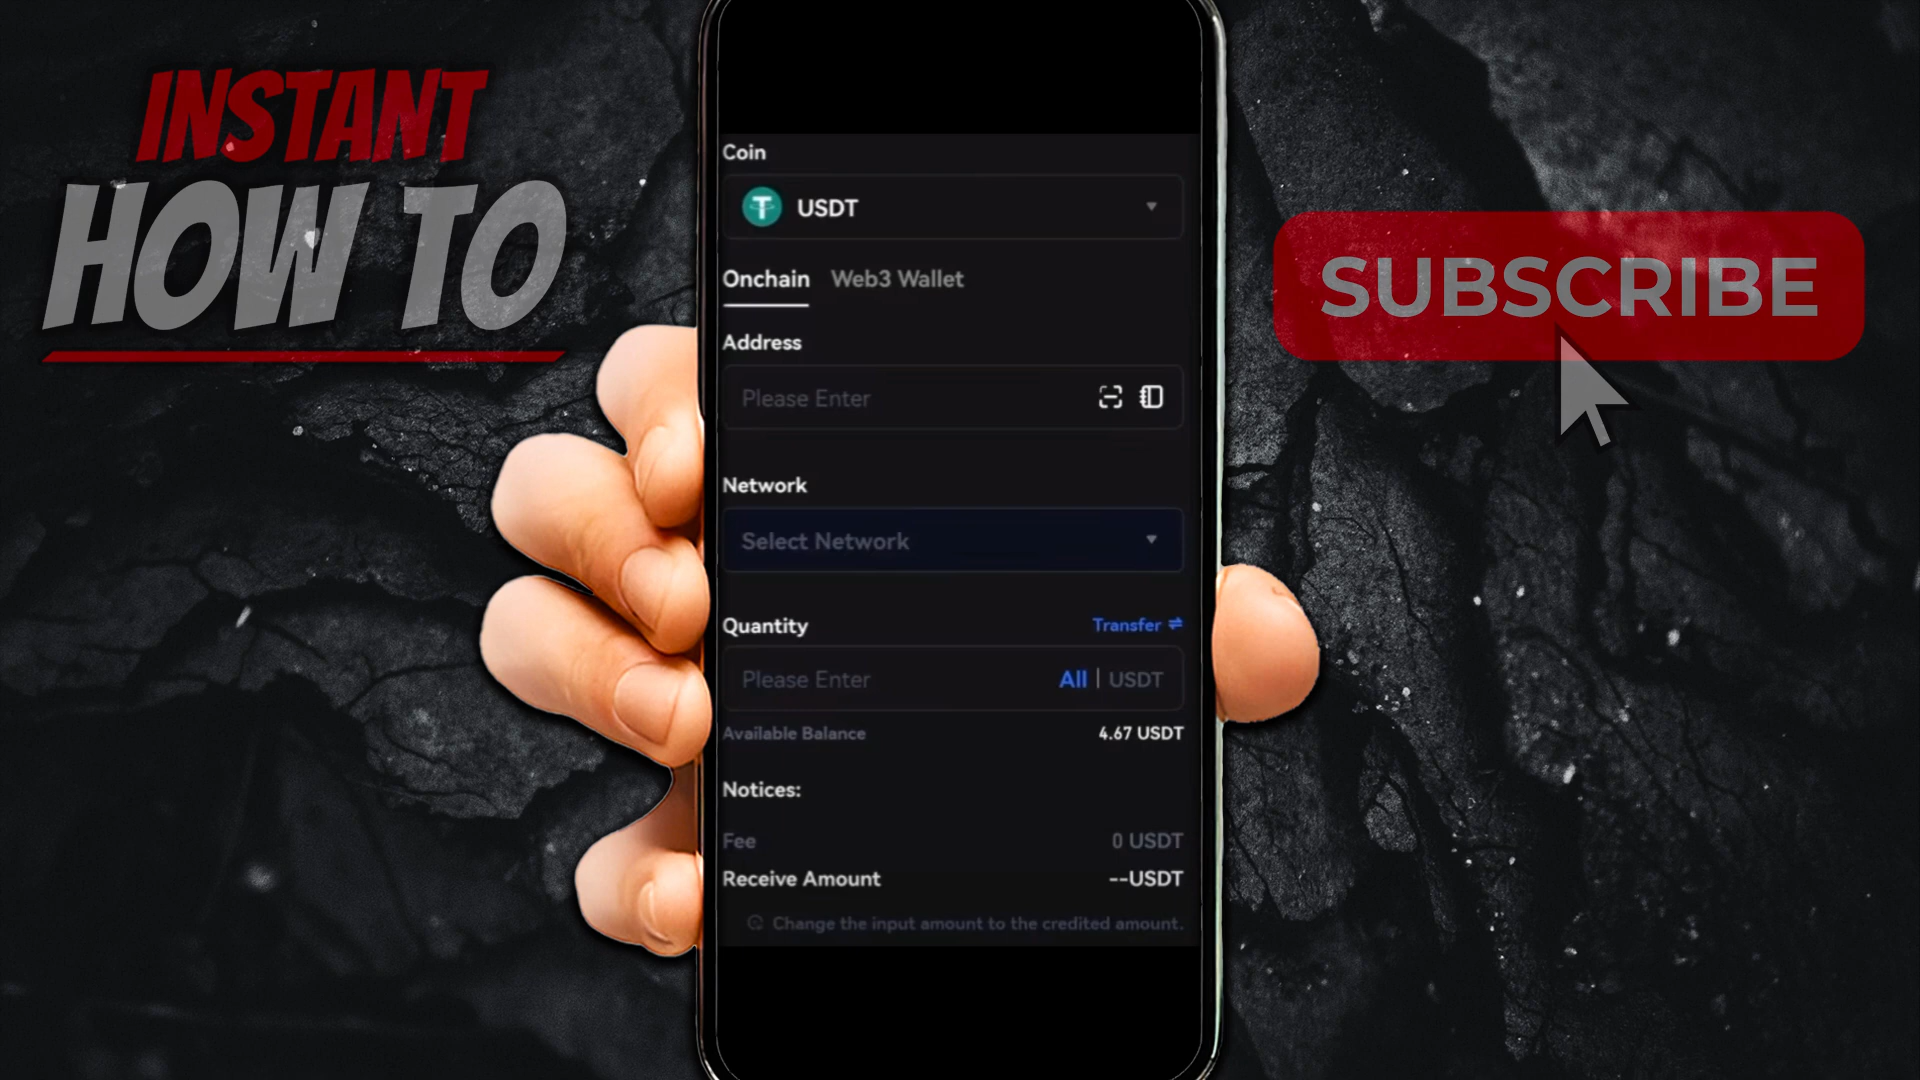 INSTANT
HOW TO
SUBSCRIBE
Coin
USDT
Onchain Web3 Wallet
Address
Please Enter
Network
Select Network
Quantity Transfer
Please Enter All | USDT
Available Balance 4.67 USDT
Notices:
Fee 0 USDT
Receive Amount --USDT
Change the input amount to the credited amount.